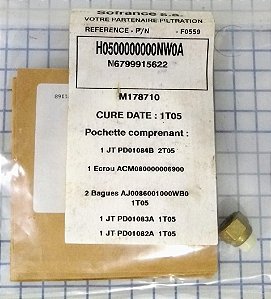 Sofrance s.a.
VOTRE PARTENAIRE FILTRATION
REFERENCE - P/N - F0559
H0500000000NW0A
N6799915622
M178710
CURE DATE : 1T05
Pochette comprenant :
1 JT PD01084B 2T05
1 Ecrou ACM080000006900
2 Bagues AJ0086001000WB0
1T05
1 JT PD01083A 1T05
1 JT PD01082A 1T05